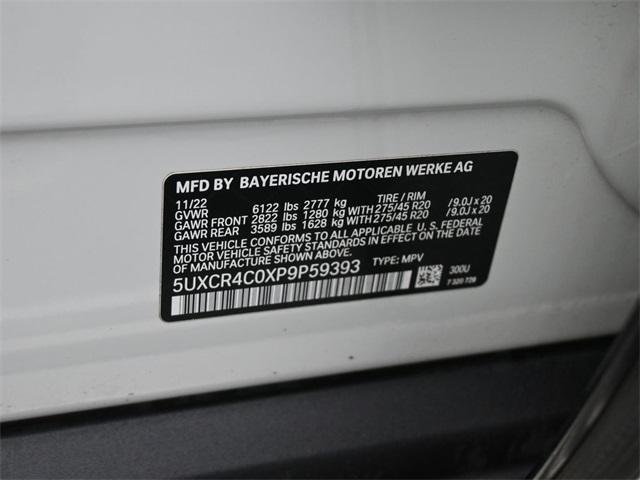 MFD BY BAYERISCHE MOTOREN WERKE AG
11/22 TIRE / RIM
GVWR 6122 lbs 2777 kg
GAWR FRONT 2822 lbs 1280 kg WITH 275/45 R20 / 9.0J x 20
GAWR REAR 3589 lbs 1628 kg WITH 275/45 R20 / 9.0J x 20
THIS VEHICLE CONFORMS TO ALL APPLICABLE U. S. FEDERAL
MOTOR VEHICLE SAFETY STANDARDS IN EFFECT ON THE DATE
OF MANUFACTURE SHOWN ABOVE.
5UXCR4C0XP9P59393 TYPE: MPV
300U
7 320 729